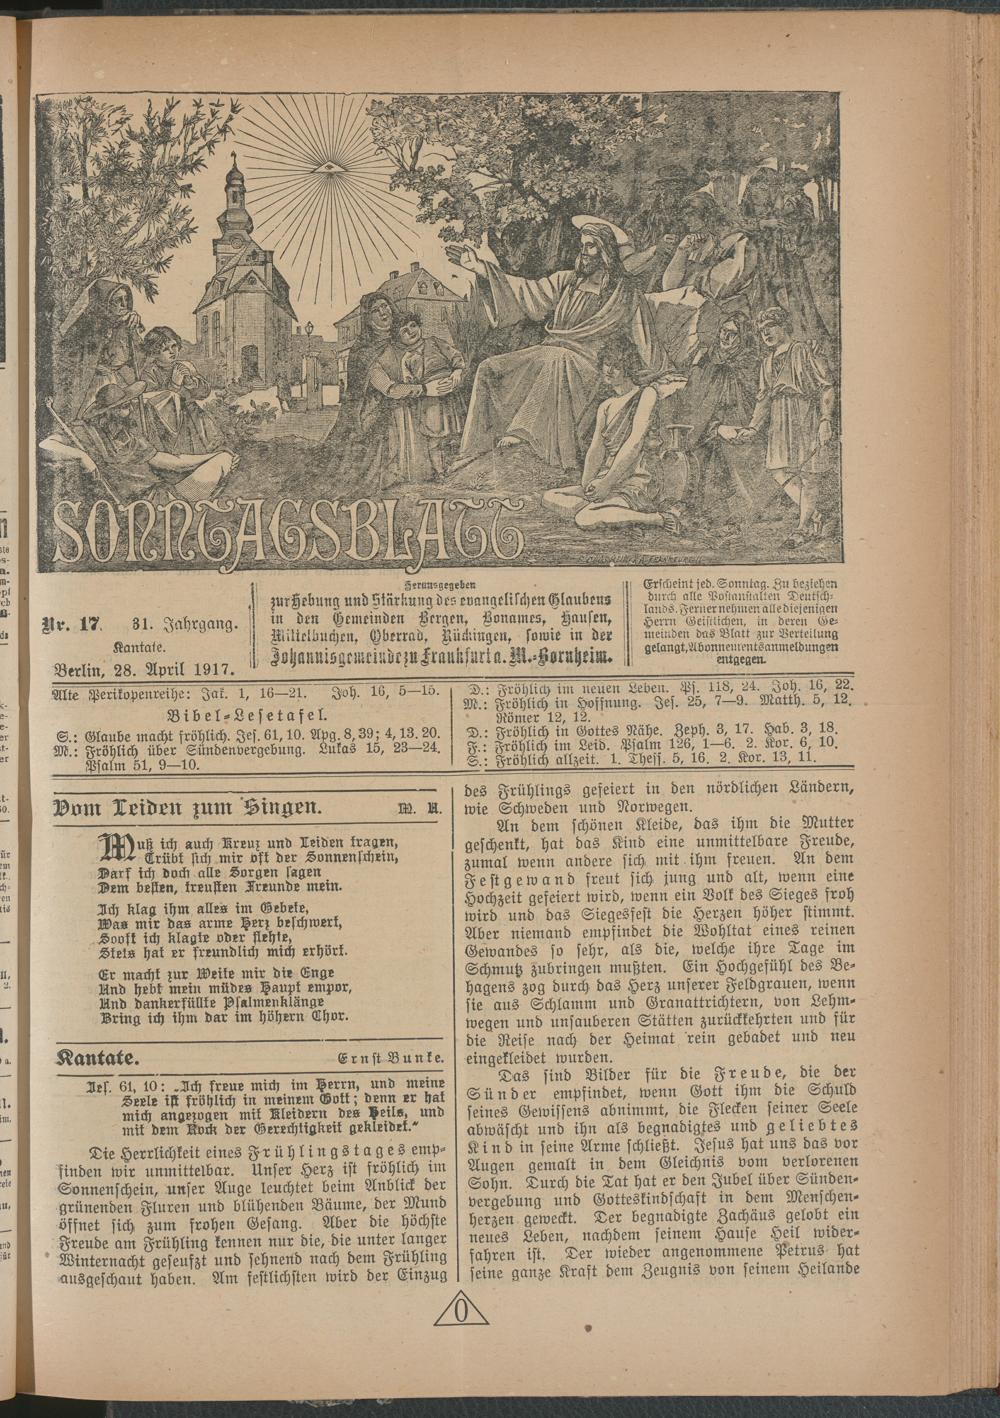 SONNTAGSBLATT
Nr. 17. 31. Jahrgang.
Kantate.
Berlin, 28. April 1917.
Herausgegeben
zur Hebung und Stärkung des evangelischen Glaubens
in den Gemeinden Bergen, Bonames, Hausen,
Mittelbuchen, Oberrad, Rückingen, sowie in der
Johannisgemeinde zu Frankfurt a. M.-Bornheim.
Erscheint jed. Sonntag. Zu beziehen
durch alle Postanstalten Deutsch-
lands. Ferner nehmen alle diejenigen
Herrn Geistlichen, in deren Ge-
meinden das Blatt zur Verteilung
gelangt, Abonnementsanmeldungen
entgegen.
Alte Perikopenreihe: Jak. 1, 16—21. Joh. 16, 5—15.
Bibel-Lesetafel.
S.: Glaube macht fröhlich. Jes. 61, 10. Apg. 8, 39; 4, 13. 20.
M.: Fröhlich über Sündenvergebung. Lukas 15, 23—24.
Psalm 51, 9—10.
D.: Fröhlich im neuen Leben. Ps. 118, 24. Joh. 16, 22.
M.: Fröhlich in Hoffnung. Jes. 25, 7—9. Matth. 5, 12.
Römer 12, 12.
D.: Fröhlich in Gottes Nähe. Zeph. 3, 17. Hab. 3, 18.
F.: Fröhlich im Leid. Psalm 126, 1—6. 2. Kor. 6, 10.
S.: Fröhlich allzeit. 1. Thess. 5, 16. 2. Kor. 13, 11.
Vom Leiden zum Singen. M. A.
Muß ich auch Kreuz und Leiden tragen,
Trübt sich mir oft der Sonnenschein,
Darf ich doch alle Sorgen sagen
Dem besten, treusten Freunde mein.
Ich klag ihm alles im Gebete,
Was mir das arme Herz beschwert,
Sooft ich klagte oder flehte,
Stets hat er freundlich mich erhört.
Er macht zur Weite mir die Enge
Und hebt mein müdes Haupt empor,
Und dankerfüllte Psalmenklänge
Bring ich ihm dar im höhern Chor.
Kantate. Ernst Bunke.
Jes. 61, 10: „Ich freue mich im Herrn, und meine
Seele ist fröhlich in meinem Gott; denn er hat
mich angezogen mit Kleidern des Heils, und
mit dem Rock der Gerechtigkeit gekleidet.“
Die Herrlichkeit eines Frühlingstages emp-
finden wir unmittelbar. Unser Herz ist fröhlich im
Sonnenschein, unser Auge leuchtet beim Anblick der
grünenden Fluren und blühenden Bäume, der Mund
öffnet sich zum frohen Gesang. Aber die höchste
Freude am Frühling kennen nur die, die unter langer
Winternacht geseufzt und sehnend nach dem Frühling
ausgeschaut haben. Am festlichsten wird der Einzug
des Frühlings gefeiert in den nördlichen Ländern,
wie Schweden und Norwegen.
An dem schönen Kleide, das ihm die Mutter
geschenkt, hat das Kind eine unmittelbare Freude,
zumal wenn andere sich mit ihm freuen. An dem
Festgewand freut sich jung und alt, wenn eine
Hochzeit gefeiert wird, wenn ein Volk des Sieges froh
wird und das Siegesfest die Herzen höher stimmt.
Aber niemand empfindet die Wohltat eines reinen
Gewandes so sehr, als die, welche ihre Tage im
Schmutz zubringen mußten. Ein Hochgefühl des Be-
hagens zog durch das Herz unserer Feldgrauen, wenn
sie aus Schlamm und Granattrichtern, von Lehm-
wegen und unsauberen Stätten zurückkehrten und für
die Reise nach der Heimat rein gebadet und neu
eingekleidet wurden.
Das sind Bilder für die Freude, die der
Sünder empfindet, wenn Gott ihm die Schuld
seines Gewissens abnimmt, die Flecken seiner Seele
abwäscht und ihn als begnadigtes und geliebtes
Kind in seine Arme schließt. Jesus hat uns das vor
Augen gemalt in dem Gleichnis vom verlorenen
Sohn. Durch die Tat hat er den Jubel über Sünden-
vergebung und Gotteskindschaft in dem Menschen-
herzen geweckt. Der begnadigte Zachäus gelobt ein
neues Leben, nachdem seinem Hause Heil wider-
fahren ist. Der wieder angenommene Petrus hat
seine ganze Kraft dem Zeugnis von seinem Heilande
0